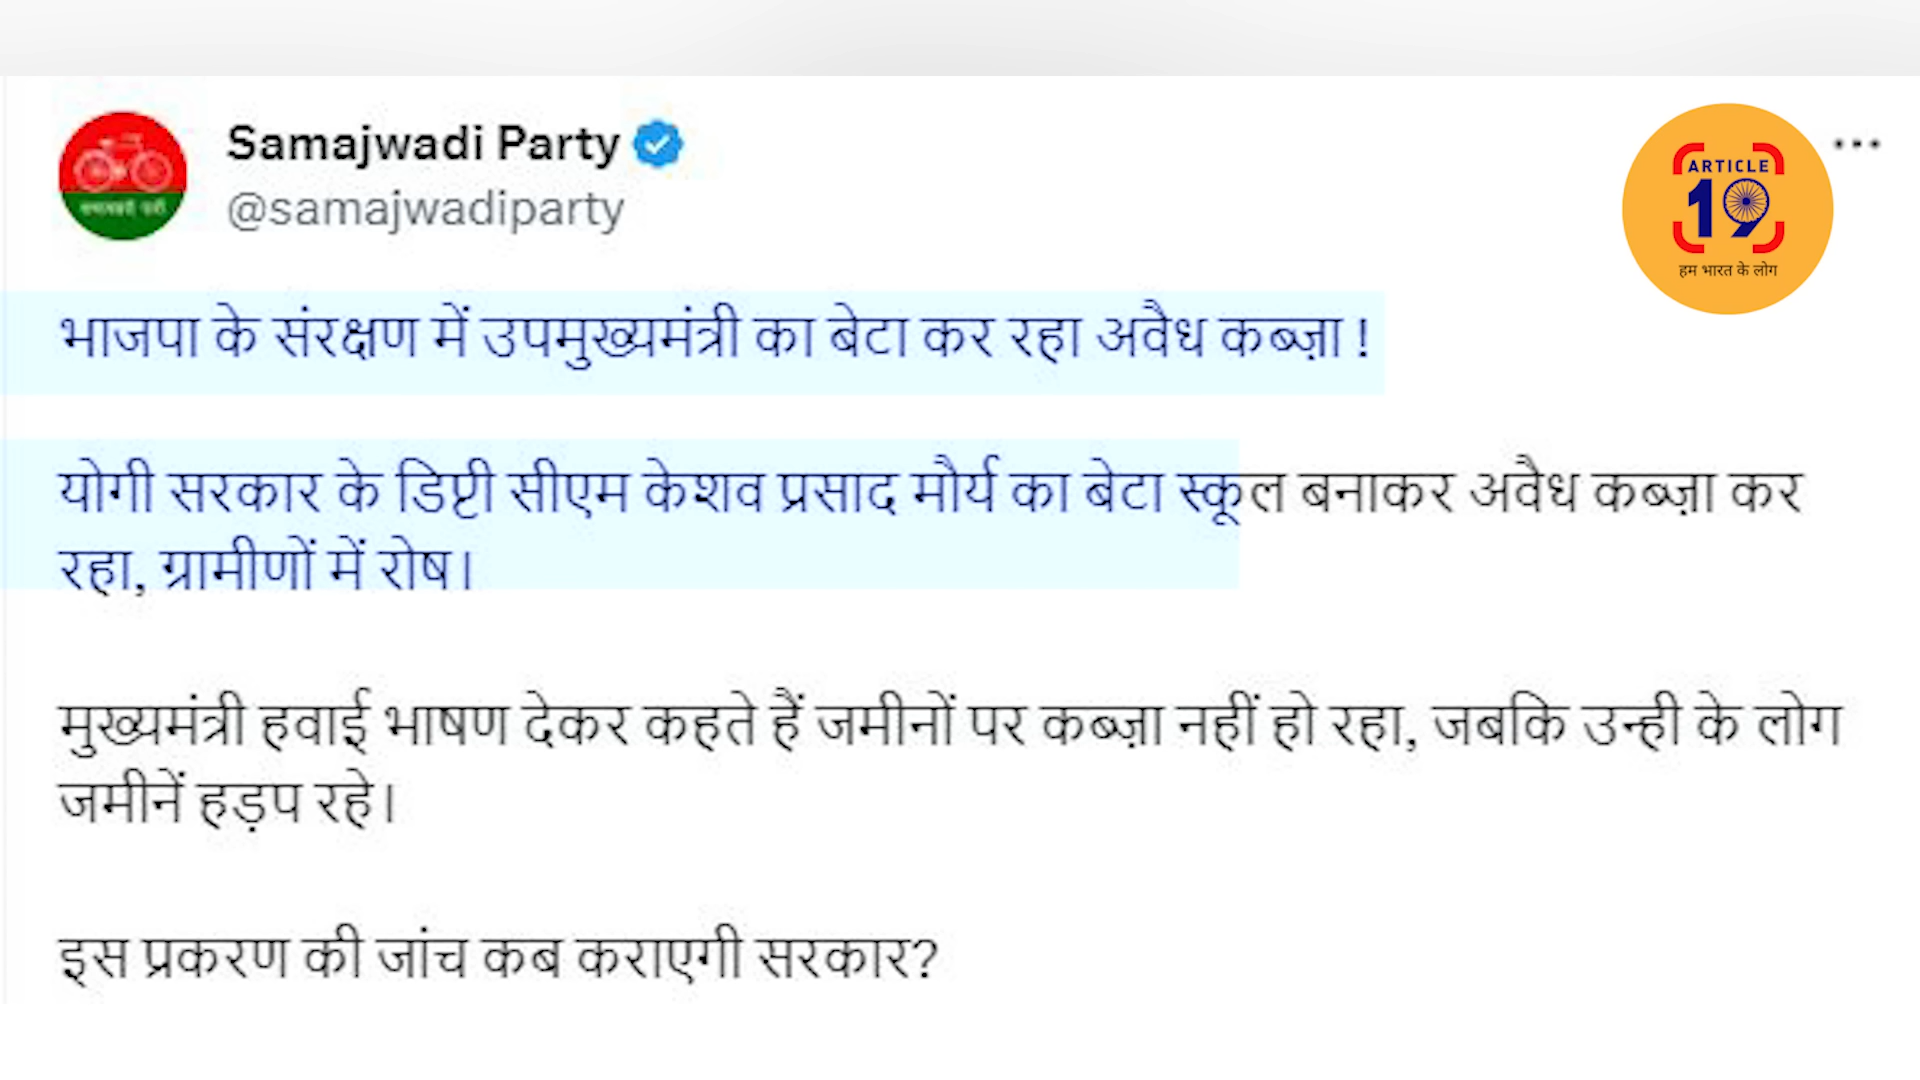 Samajwadi Party
@samajwadiparty
ARTICLE
19
हम भारत के लोग
भाजपा के संरक्षण में उपमुख्यमंत्री का बेटा कर रहा अवैध कब्ज़ा !
योगी सरकार के डिप्टी सीएम केशव प्रसाद मौर्य का बेटा स्कूल बनाकर अवैध कब्ज़ा कर
रहा, ग्रामीणों में रोष।
मुख्यमंत्री हवाई भाषण देकर कहते हैं जमीनों पर कब्ज़ा नहीं हो रहा, जबकि उन्ही के लोग
जमीनें हड़प रहे।
इस प्रकरण की जांच कब कराएगी सरकार?